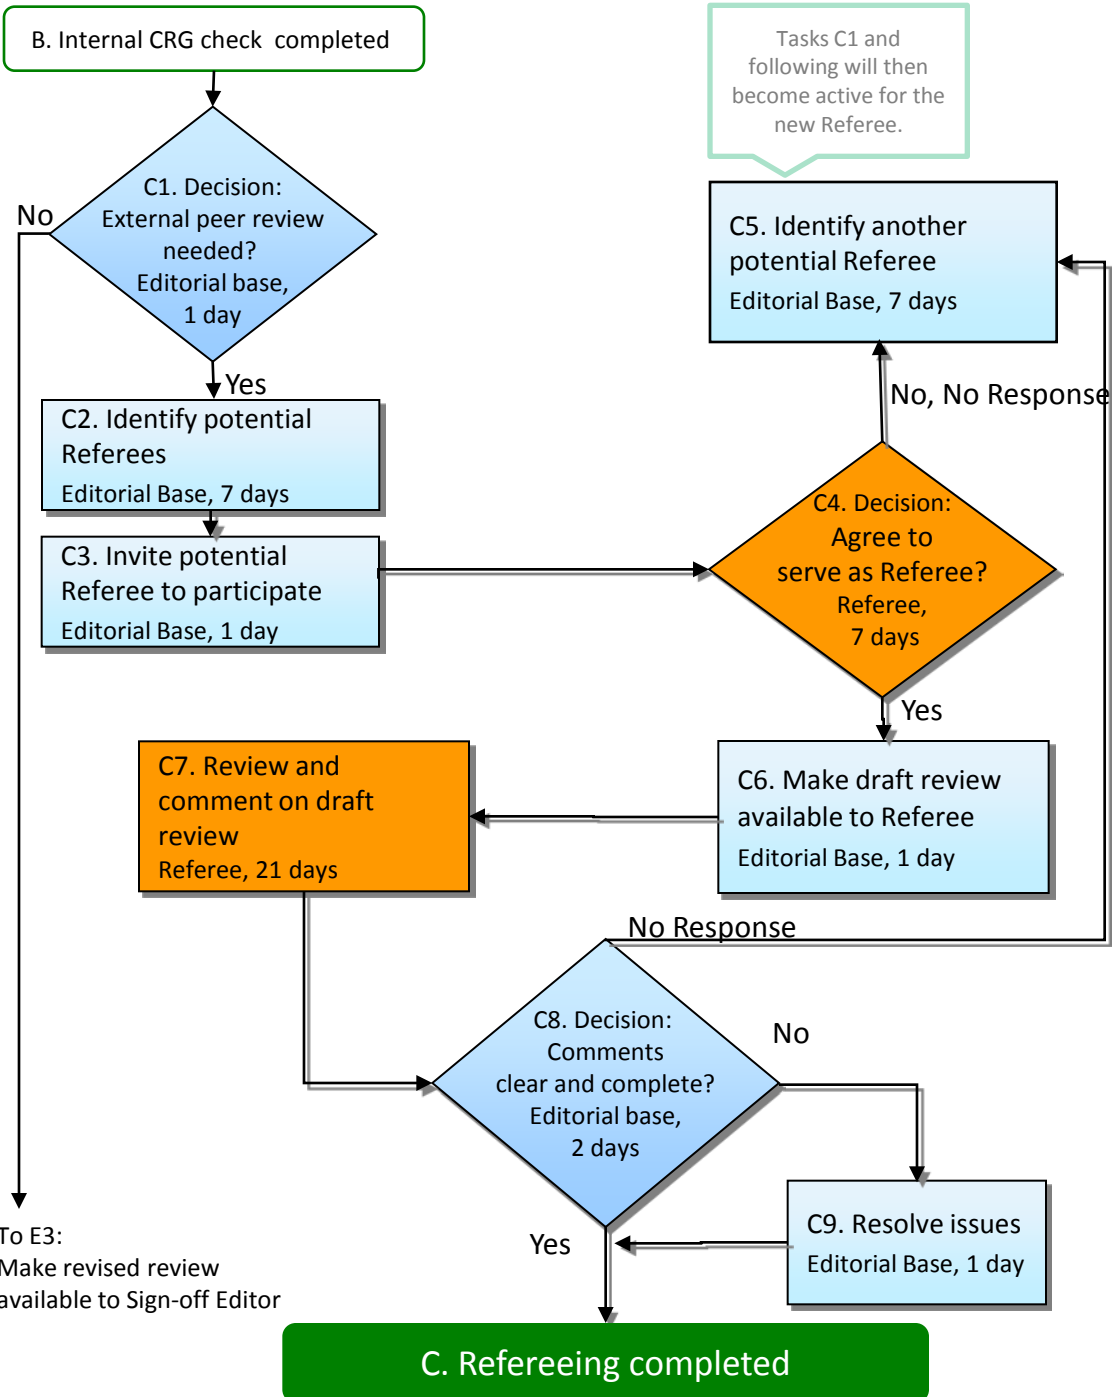 B. Internal CRG check completed
Tasks C1 and
following will then
become active for the
new Referee.
C1. Decision:
External peer review
needed?
Editorial base,
1 day
No
Yes
C5. Identify another
potential Referee
Editorial Base, 7 days
No, No Response
C2. Identify potential
Referees
Editorial Base, 7 days
C3. Invite potential
Referee to participate
Editorial Base, 1 day
C4. Decision:
Agree to
serve as Referee?
Referee,
7 days
Yes
C6. Make draft review
available to Referee
Editorial Base, 1 day
C7. Review and
comment on draft
review
Referee, 21 days
No Response
C8. Decision:
Comments
clear and complete?
Editorial base,
2 days
No
C9. Resolve issues
Editorial Base, 1 day
Yes
To E3:
Make revised review
available to Sign-off Editor
C. Refereeing completed